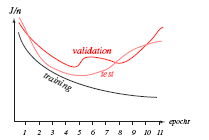 J/n
validation
test
training
epochs
1 2 3 4 5 6 7 8 9 10 11